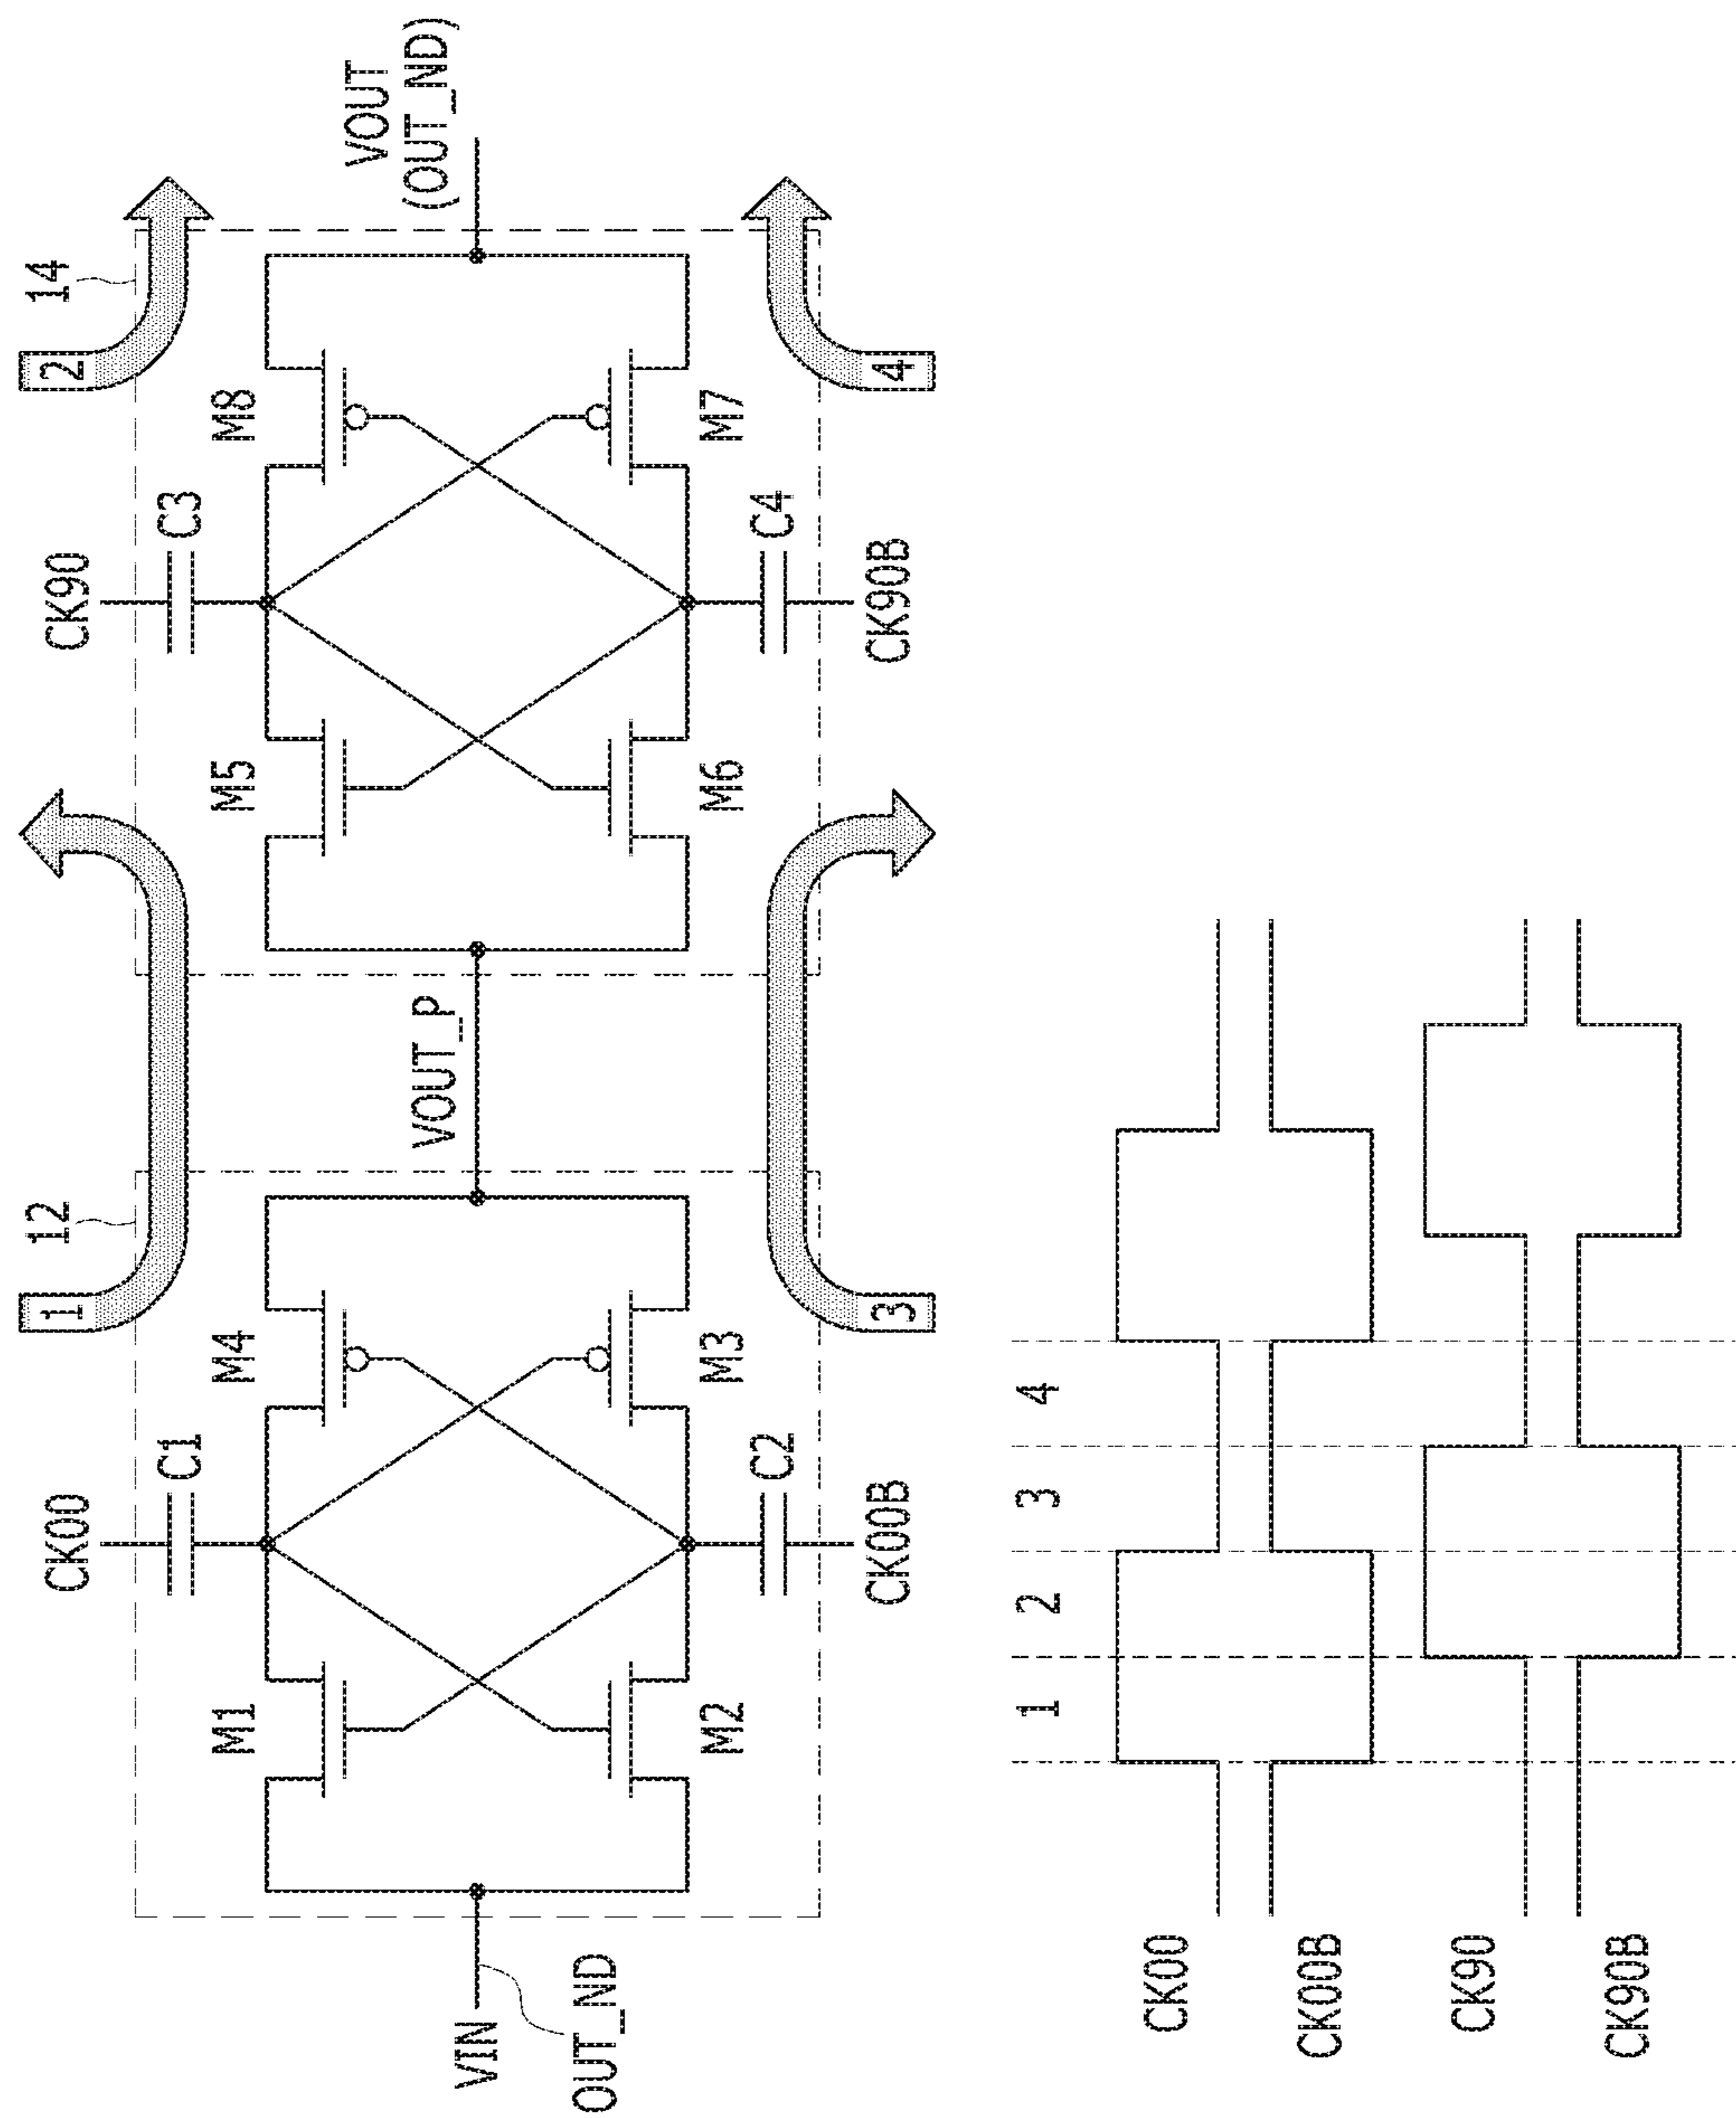 1
12
2
14
CK00
C1
M1
M4
CK90
C3
M5
M8
VIN
OUT_ND
VOUT_P
VOUT
(OUT_ND)
M2
M3
C2
CK00B
M6
M7
C4
CK90B
3
4
1
2
3
4
CK00
CK00B
CK90
CK90B